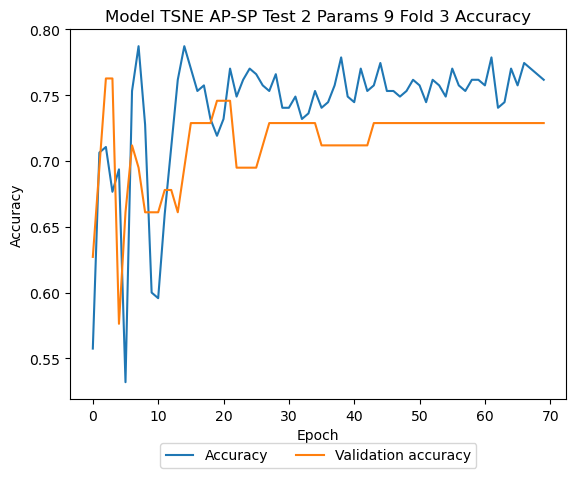 Model TSNE AP-SP Test 2 Params 9 Fold 3 Accuracy
0.80
0.75
0.70
0.65
0.60
0.55
Accuracy
0 10 20 30 40 50 60 70
Epoch
Accuracy Validation accuracy